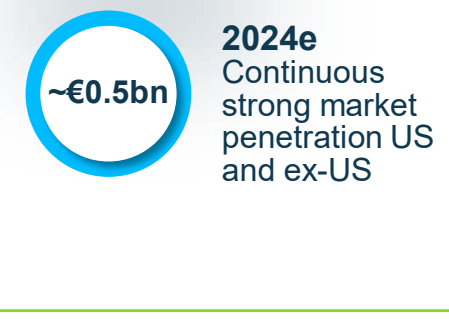 ~€0.5bn
2024e
Continuous
strong market
penetration US
and ex-US